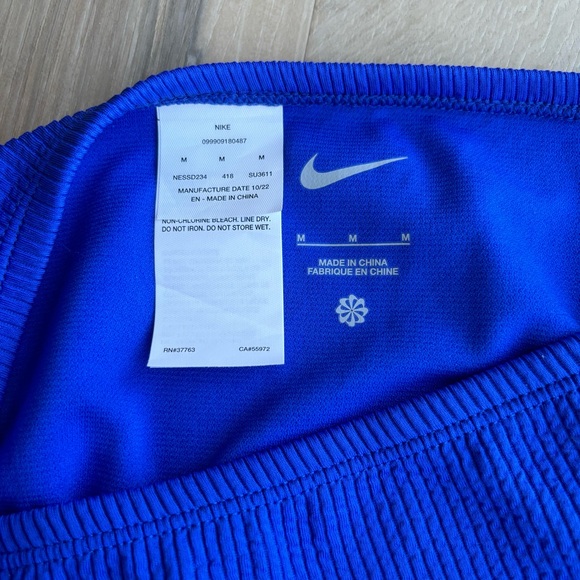 NIKE
099909180487
M M M
NESSD234 418 SU3611
MANUFACTURE DATE 10/22
EN - MADE IN CHINA
NON-CHLORINE BLEACH. LINE DRY.
DO NOT IRON. DO NOT STORE WET.
RN#37763 CA#55972
M M M
MADE IN CHINA
FABRIQUE EN CHINE